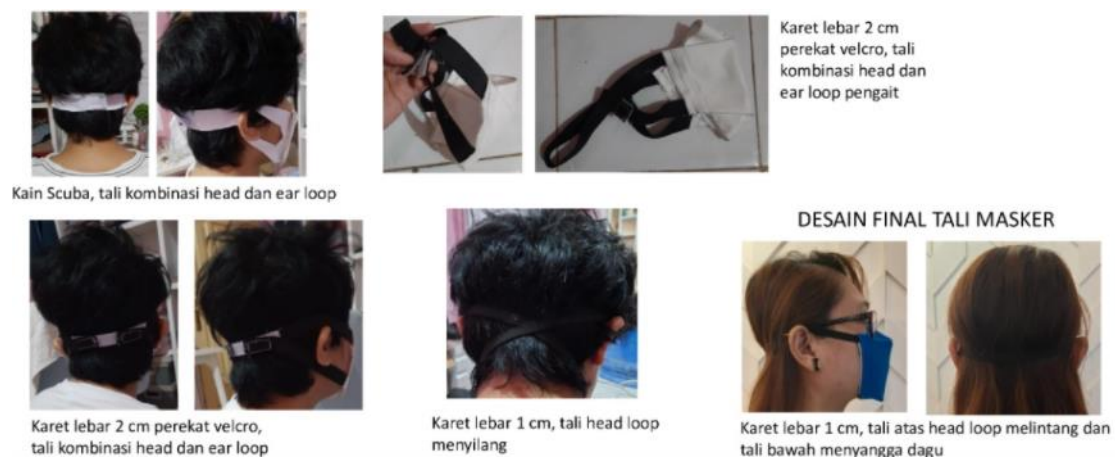 Karet lebar 2 cm
perekat velcro, tali
kombinasi head dan
ear loop pengait
Kain Scuba, tali kombinasi head dan ear loop
DESAIN FINAL TALI MASKER
Karet lebar 2 cm perekat velcro,
tali kombinasi head dan ear loop
Karet lebar 1 cm, tali head loop
menyilang
Karet lebar 1 cm, tali atas head loop melintang dan
tali bawah menyangga dagu